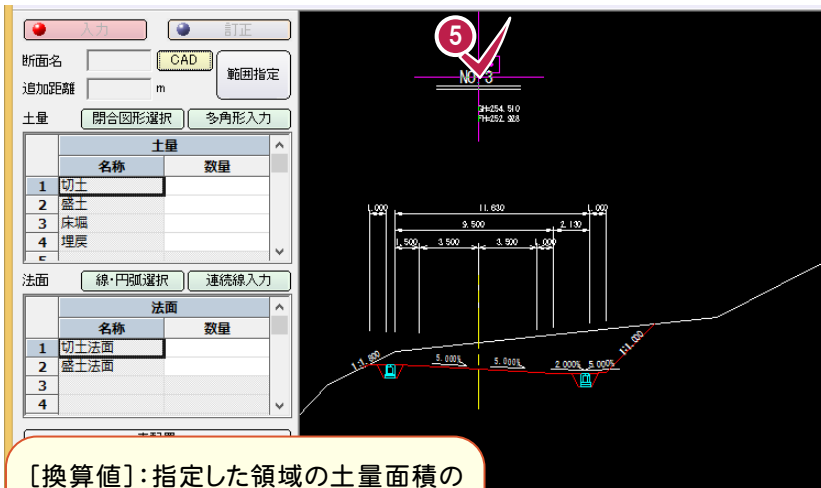 入力 訂正
断面名 CAD 範囲指定
追加距離 m
土量 閉合図形選択 多角形入力
土量
名称 数量
1 切土
2 盛土
3 床堀
4 埋戻
法面 線・円弧選択 連続線入力
法面
名称 数量
1 切土法面
2 盛土法面
3
4
[換算値]:指定した領域の土量面積の
5
NO.3
GH=254.510
FH=252.928
1.000 11.630 1.000
9.500 2.130
1.500 3.500 3.500 1.000
5.000% 5.000% 2.000% 5.000%
1:1.000